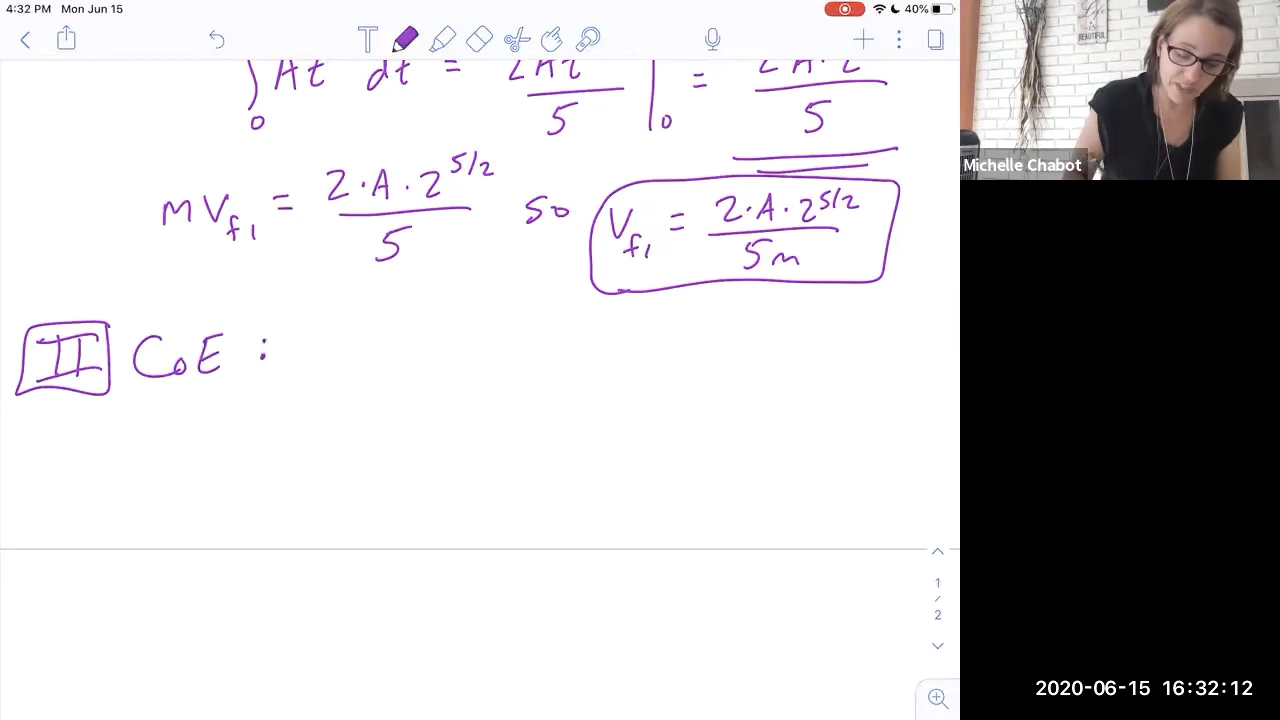 4:32 PM Mon Jun 15
40%
BEAUTIFUL
∫ At dt = 2At / 5 | = 2·A·2 / 5
0 0
Michelle Chabot
mV_f1 = 2·A·2^5/2 / 5 so V_f1 = 2·A·2^5/2 / 5m
II CoE :
1
/
2
2020-06-15 16:32:12